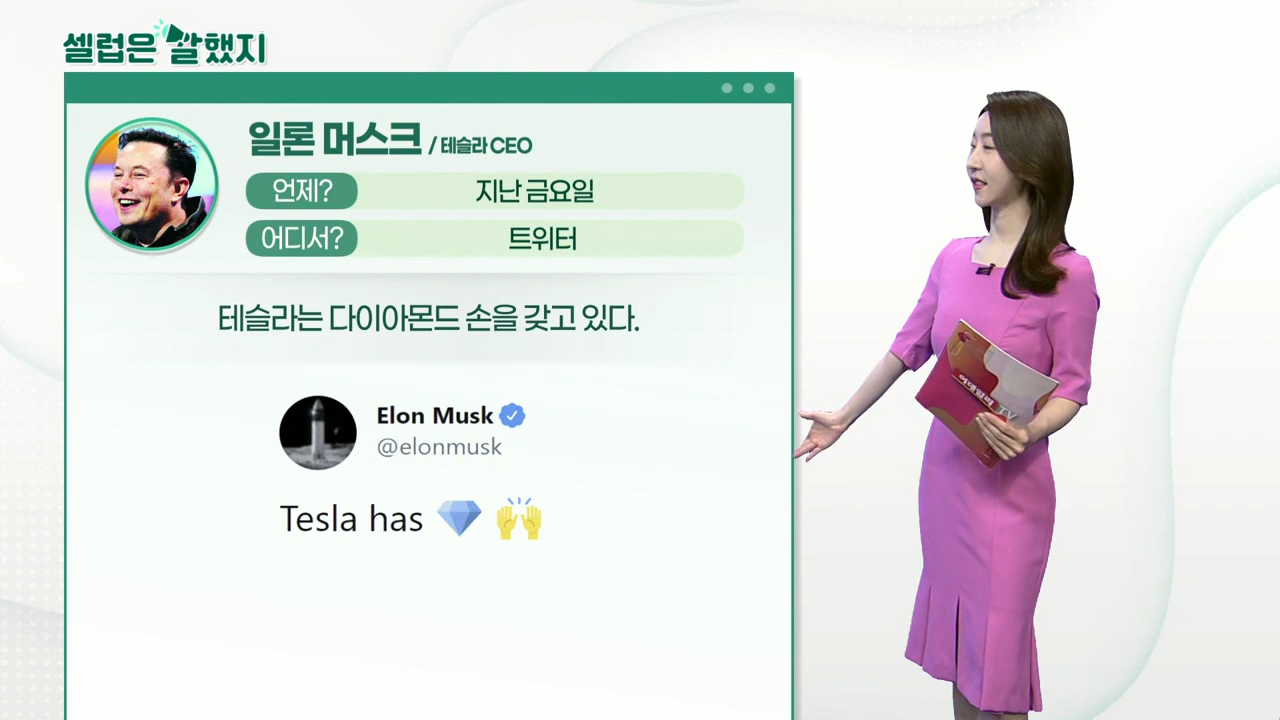 셀럽은 말했지
일론 머스크 / 테슬라 CEO
언제? 지난 금요일
어디서? 트위터
테슬라는 다이아몬드 손을 갖고 있다.
Elon Musk
@elonmusk
Tesla has 💎 🙌
TV